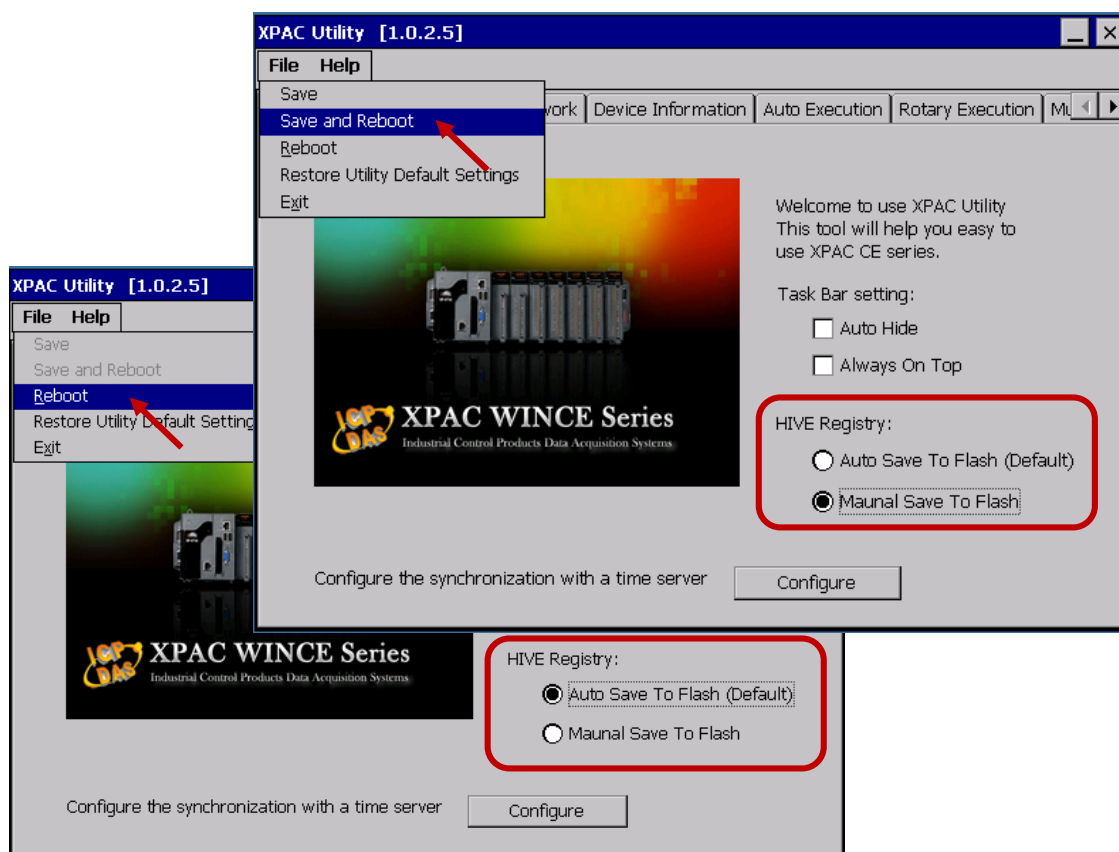 XPAC Utility [1.0.2.5]
File Help
Save
Save and Reboot
Reboot
Restore Utility Default Settings
Exit
Device Information
Auto Execution
Rotary Execution
Welcome to use XPAC Utility
This tool will help you easy to
use XPAC CE series.
Task Bar setting:
Auto Hide
Always On Top
HIVE Registry:
Auto Save To Flash (Default)
Maunal Save To Flash
ICP
DAS
XPAC WINCE Series
Industrial Control Products Data Acquisition Systems
Configure the synchronization with a time server
Configure
XPAC Utility [1.0.2.5]
File Help
Save
Save and Reboot
Reboot
Restore Utility Default Setting
Exit
ICP
DAS
XPAC WINCE Series
Industrial Control Products Data Acquisition Systems
HIVE Registry:
Auto Save To Flash (Default)
Maunal Save To Flash
Configure the synchronization with a time server
Configure